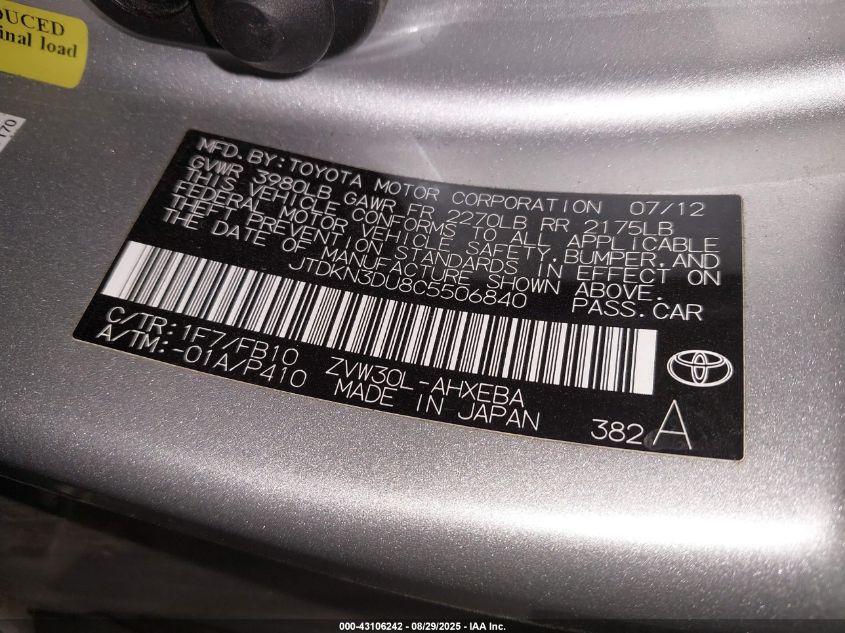 DUCED
inal load
170
MFD. BY: TOYOTA MOTOR CORPORATION 07/12
GVWR 3980LB GAWR FR 2270LB RR 2175LB
THIS VEHICLE CONFORMS TO ALL APPLICABLE
FEDERAL MOTOR VEHICLE SAFETY, BUMPER, AND
THEFT PREVENTION STANDARDS IN EFFECT ON
THE DATE OF MANUFACTURE SHOWN ABOVE.
JTDKN3DU8C5506840 PASS. CAR
C/TR: 1F7/FB10 ZVW30L-AHXEBA
A/TM: -01A/P410 MADE IN JAPAN
382 A
000-43106242 - 08/29/2025 - IAA Inc.